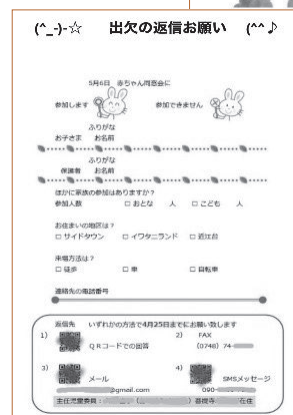 (^_-)-☆ 出欠の返信お願い (^^♪
5月6日 赤ちゃん同窓会に
参加します 参加できません
ふりがな
お子さま お名前
ふりがな
保護者 お名前
ほかに家族の参加はありますか？
参加人数 □ おとな 人 □ こども 人
お住まいの地区は？
□ サイドタウン □ イワタニランド □ 近江台
来場方法は？
□ 徒歩 □ 車 □ 自転車
連絡先の電話番号
返信先 いずれかの方法で4月25日までにお願い致します
1) QRコードでの回答
2) FAX
(0748) 74-
3) メール
@gmail.com
4) SMSメッセージ
090-
主任児童委員： 菩提寺 在住